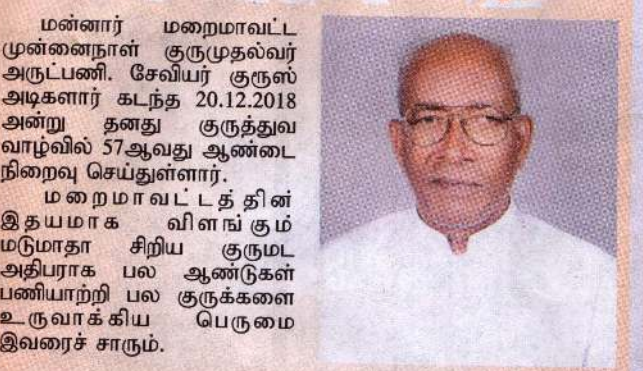 மன்னார் மறைமாவட்ட
முன்னைநாள் குருமுதல்வர்
அருட்பணி. சேவியர் குரூஸ்
அடிகளார் கடந்த 20.12.2018
அன்று தனது குருத்துவ
வாழ்வில் 57ஆவது ஆண்டை
நிறைவு செய்துள்ளார்.
மறைமாவட்டத்தின்
இதயமாக விளங்கும்
மடுமாதா சிறிய குருமட
அதிபராக பல ஆண்டுகள்
பணியாற்றி பல குருக்களை
உருவாக்கிய பெருமை
இவரைச் சாரும்.